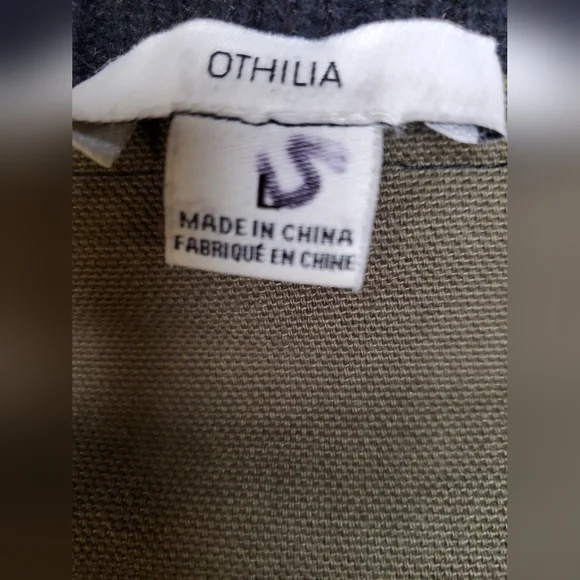 OTHILIA
L S
MADE IN CHINA
FABRIQUÉ EN CHINE